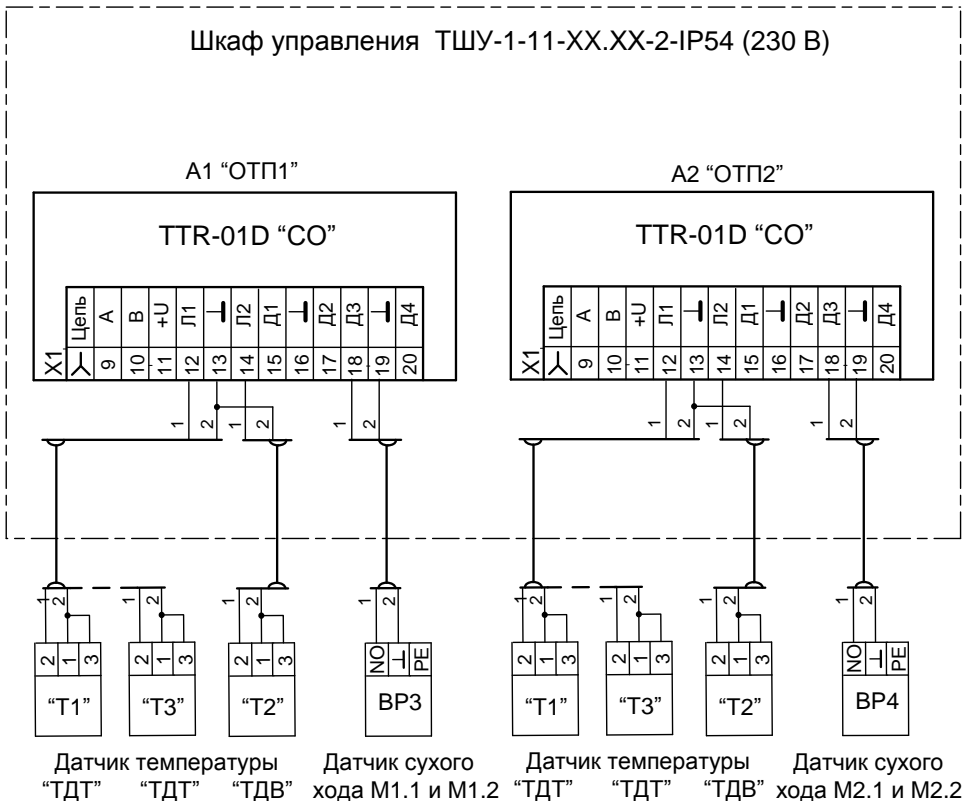 Шкаф управления ТШУ-1-11-XX.XX-2-IP54 (230 В)
А1 “ОТП1”
А2 “ОТП2”
TTR-01D “СО”
TTR-01D “СО”
X1 Цепь А В +U Л1 ⊥ Л2 Д1 ⊥ Д2 Д3 ⊥ Д4
9 10 11 12 13 14 15 16 17 18 19 20
X1 Цепь А В +U Л1 ⊥ Л2 Д1 ⊥ Д2 Д3 ⊥ Д4
9 10 11 12 13 14 15 16 17 18 19 20
1 2 1 2 1 2
1 2 1 2 1 2
1 2 1 2 1 2 1 2
1 2 1 2 1 2 1 2
2 1 3 2 1 3 2 1 3 NO ⊥ PE
2 1 3 2 1 3 2 1 3 NO ⊥ PE
“Т1” “Т3” “Т2” ВР3
“Т1” “Т3” “Т2” ВР4
Датчик температуры
“ТДТ” “ТДТ” “ТДВ”
Датчик сухого
хода М1.1 и М1.2
Датчик температуры
“ТДТ” “ТДТ” “ТДВ”
Датчик сухого
хода М2.1 и М2.2